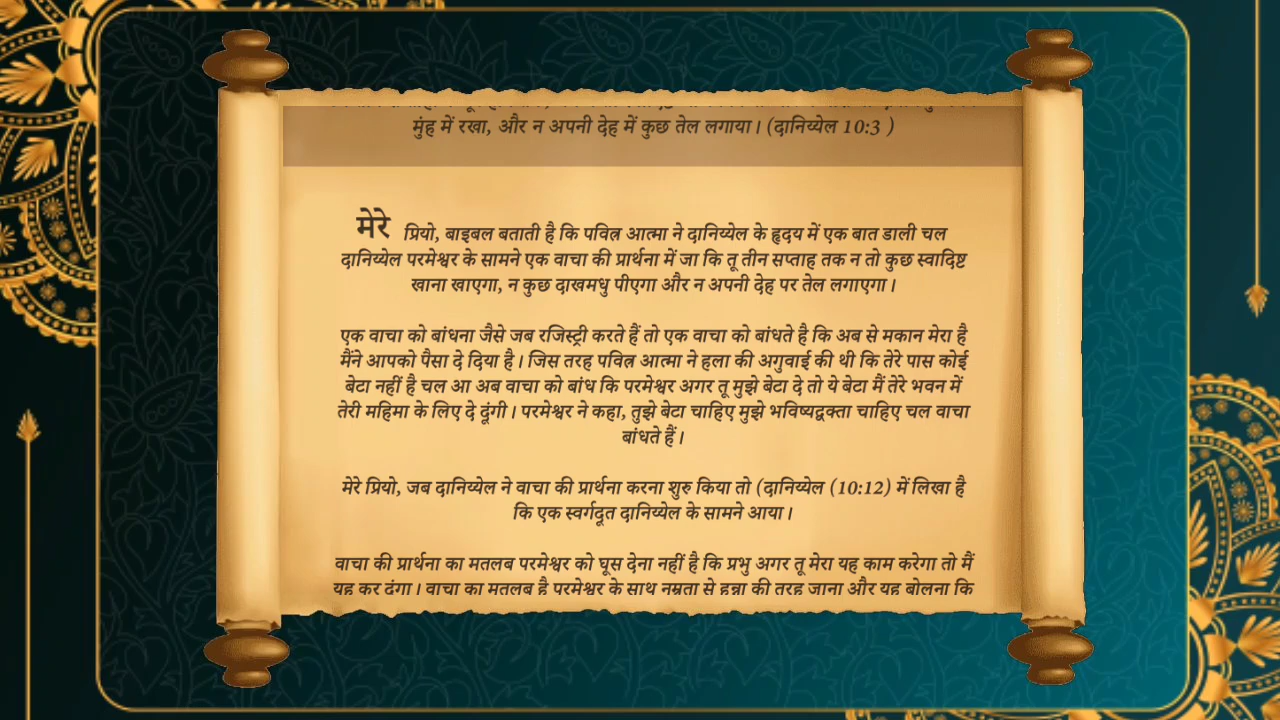 मुंह में रखा, और न अपनी देह में कुछ तेल लगाया। (दानिय्येल 10:3 )
मेरे प्रियो, बाइबल बताती है कि पवित्र आत्मा ने दानिय्येल के हृदय में एक बात डाली चल
दानिय्येल परमेश्वर के सामने एक वाचा की प्रार्थना में जा कि तू तीन सप्ताह तक न तो कुछ स्वादिष्ट
खाना खाएगा, न कुछ दाखमधु पीएगा और न अपनी देह पर तेल लगाएगा।
एक वाचा को बांधना जैसे जब रजिस्ट्री करते हैं तो एक वाचा को बांधते है कि अब से मकान मेरा है
मैंने आपको पैसा दे दिया है। जिस तरह पवित्र आत्मा ने हन्ना की अगुवाई की थी कि तेरे पास कोई
बेटा नहीं है चल आ अब वाचा को बांध कि परमेश्वर अगर तू मुझे बेटा दे तो ये बेटा मैं तेरे भवन में
तेरी महिमा के लिए दे दूंगी। परमेश्वर ने कहा, तुझे बेटा चाहिए मुझे भविष्यद्वक्ता चाहिए चल वाचा
बांधते हैं।
मेरे प्रियो, जब दानिय्येल ने वाचा की प्रार्थना करना शुरु किया तो (दानिय्येल (10:12) में लिखा है
कि एक स्वर्गदूत दानिय्येल के सामने आया।
वाचा की प्रार्थना का मतलब परमेश्वर को घूस देना नहीं है कि प्रभु अगर तू मेरा यह काम करेगा तो मैं
यह कर दूंगा। वाचा का मतलब है परमेश्वर के साथ नम्रता से हन्ना की तरह जाना और यह बोलना कि